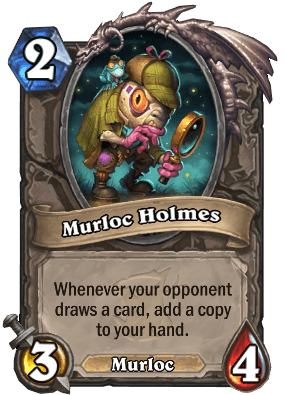 2
Murloc Holmes
Whenever your opponent
draws a card, add a copy
to your hand.
3
Murloc
4